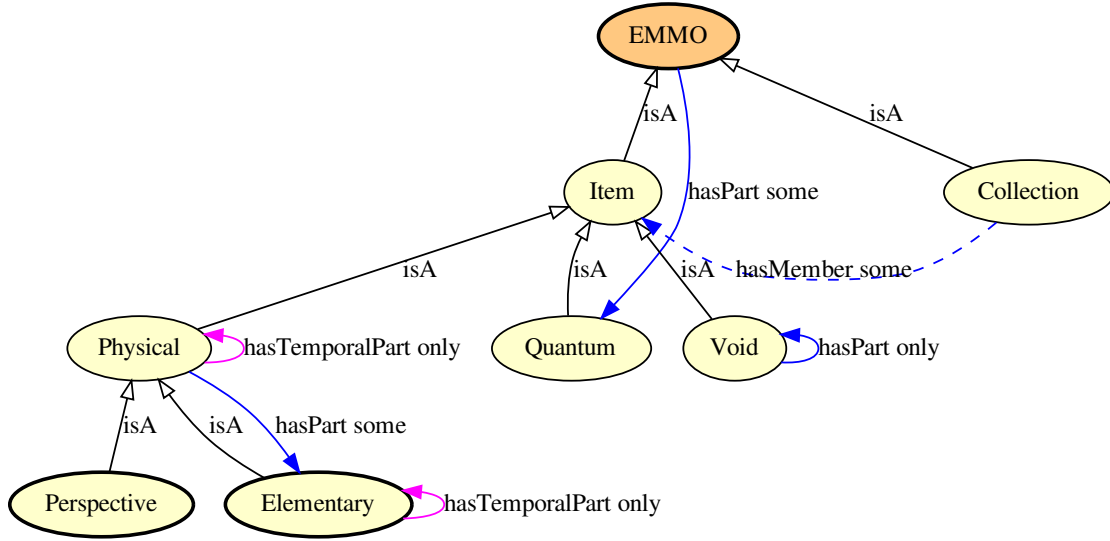 EMMO
isA
isA
Item
hasPart some
Collection
isA
isA
isA
hasMember some
Physical
hasTemporalPart only
Quantum
Void
hasPart only
isA
isA
hasPart some
Perspective
Elementary
hasTemporalPart only